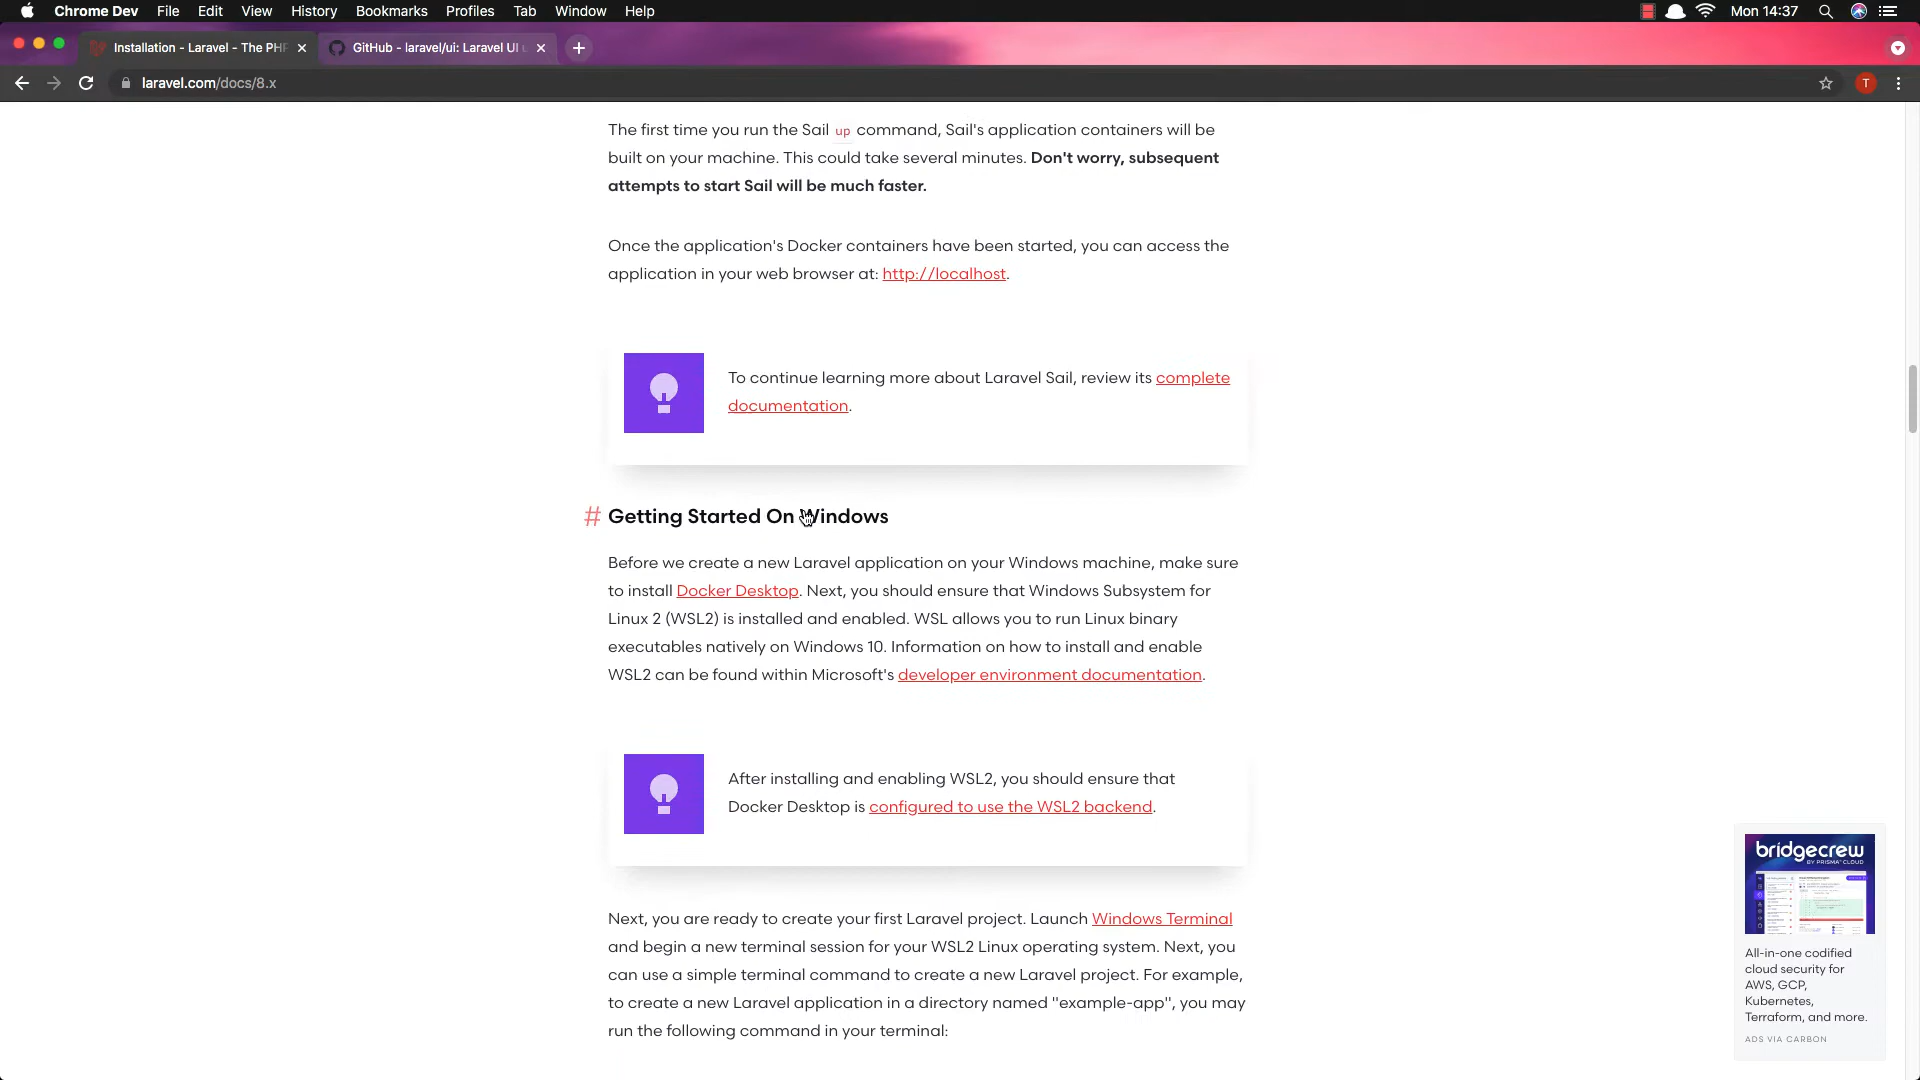 Chrome Dev File Edit View History Bookmarks Profiles Tab Window Help Mon 14:37
Installation - Laravel - The PHP GitHub - laravel/ui: Laravel UI
laravel.com/docs/8.x T
The first time you run the Sail up command, Sail's application containers will be
built on your machine. This could take several minutes. Don't worry, subsequent
attempts to start Sail will be much faster.
Once the application's Docker containers have been started, you can access the
application in your web browser at: http://localhost.
To continue learning more about Laravel Sail, review its complete
documentation.
# Getting Started On Windows
Before we create a new Laravel application on your Windows machine, make sure
to install Docker Desktop. Next, you should ensure that Windows Subsystem for
Linux 2 (WSL2) is installed and enabled. WSL allows you to run Linux binary
executables natively on Windows 10. Information on how to install and enable
WSL2 can be found within Microsoft's developer environment documentation.
After installing and enabling WSL2, you should ensure that
Docker Desktop is configured to use the WSL2 backend.
Next, you are ready to create your first Laravel project. Launch Windows Terminal
and begin a new terminal session for your WSL2 Linux operating system. Next, you
can use a simple terminal command to create a new Laravel project. For example,
to create a new Laravel application in a directory named "example-app", you may
run the following command in your terminal:
bridgecrew
BY PRISMA CLOUD
All-in-one codified
cloud security for
AWS, GCP,
Kubernetes,
Terraform, and more.
ADS VIA CARBON